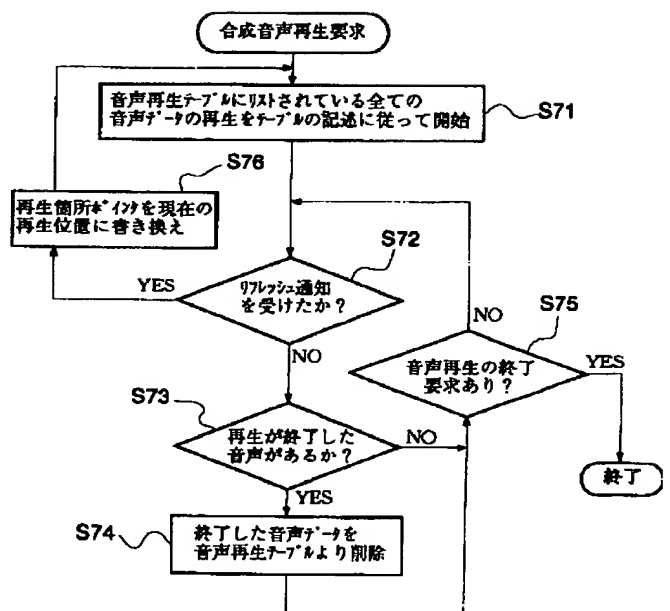 合成音声再生要求
音声再生テーブルにリストされている全ての
音声データの再生をテーブルの記述に従って開始
S71
S76
再生箇所ポインタを現在の
再生位置に書き換え
S72
YES
リフレッシュ通知
を受けたか？
NO
S75
NO
音声再生の終了
要求あり？
YES
S73
再生が終了した
音声があるか？
NO
終了
YES
S74
終了した音声データを
音声再生テーブルより削除